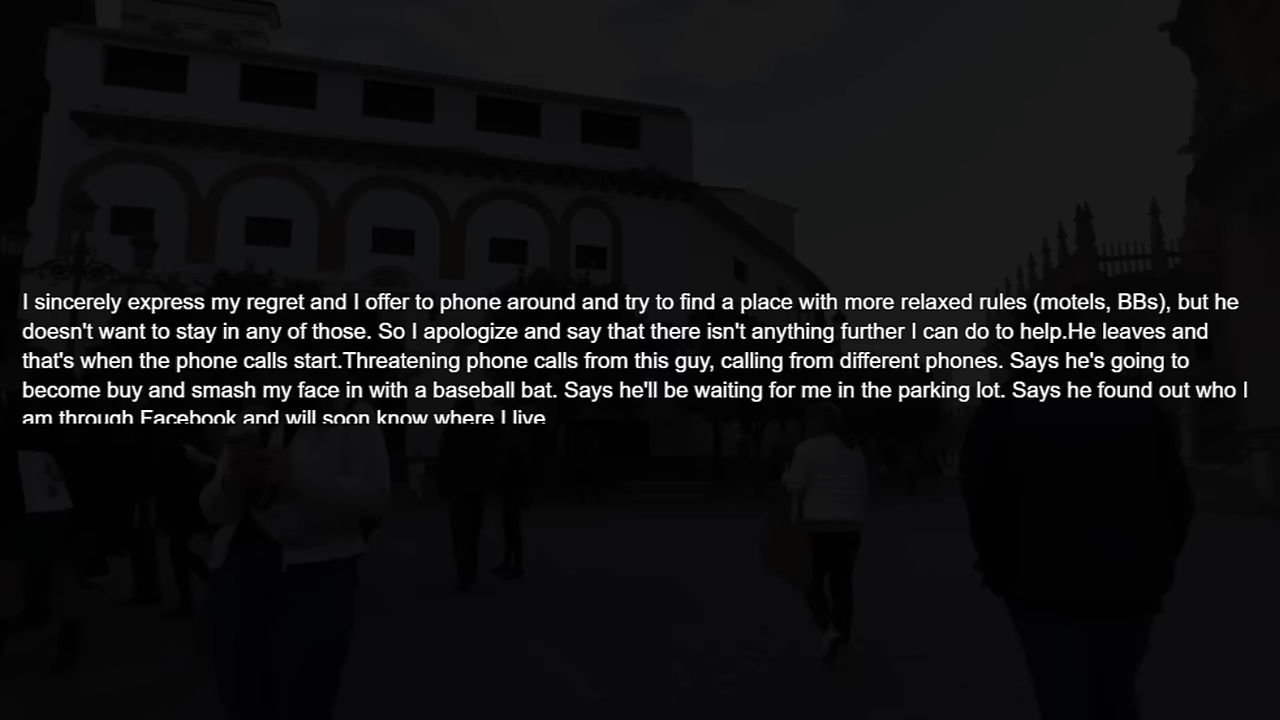 I sincerely express my regret and I offer to phone around and try to find a place with more relaxed rules (motels, BBs), but he
doesn't want to stay in any of those. So I apologize and say that there isn't anything further I can do to help.He leaves and
that's when the phone calls start.Threatening phone calls from this guy, calling from different phones. Says he's going to
become buy and smash my face in with a baseball bat. Says he'll be waiting for me in the parking lot. Says he found out who I
am through Facebook and will soon know where I live